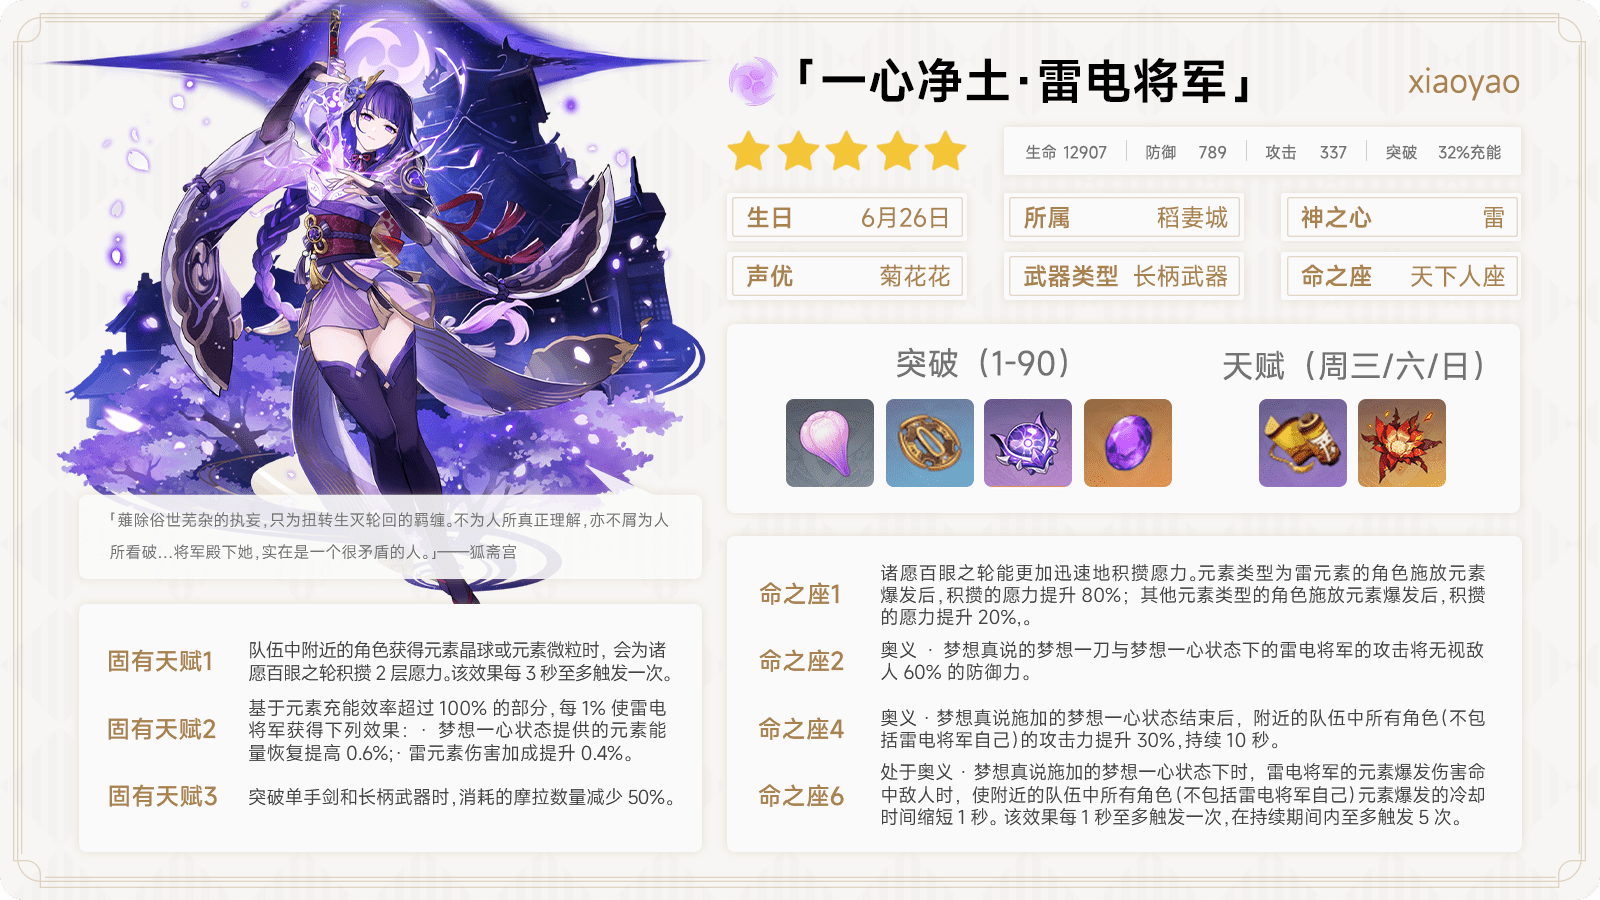 「一心净土·雷电将军」
xiaoyao
生命 12907 防御 789 攻击 337 突破 32%充能
生日 6月26日 所属 稻妻城 神之心 雷
声优 菊花花 武器类型 长柄武器 命之座 天下人座
突破（1-90） 天赋（周三/六/日）
「薙除俗世芜杂的执妄,只为扭转生灭轮回的羁缠。不为人所真正理解,亦不屑为人
所看破...将军殿下她,实在是一个很矛盾的人。」——狐斋宫
固有天赋1
队伍中附近的角色获得元素晶球或元素微粒时，会为诸
愿百眼之轮积攒 2 层愿力。该效果每 3 秒至多触发一次。
固有天赋2
基于元素充能效率超过 100% 的部分,每 1% 使雷电
将军获得下列效果：· 梦想一心状态提供的元素能
量恢复提高 0.6%;· 雷元素伤害加成提升 0.4%。
固有天赋3
突破单手剑和长柄武器时,消耗的摩拉数量减少 50%。
命之座1
诸愿百眼之轮能更加迅速地积攒愿力。元素类型为雷元素的角色施放元素
爆发后,积攒的愿力提升 80%；其他元素类型的角色施放元素爆发后,积攒
的愿力提升 20%,。
命之座2
奥义 · 梦想真说的梦想一刀与梦想一心状态下的雷电将军的攻击将无视敌
人 60% 的防御力。
命之座4
奥义 · 梦想真说施加的梦想一心状态结束后，附近的队伍中所有角色(不包
括雷电将军自己)的攻击力提升 30%,持续 10 秒。
命之座6
处于奥义 · 梦想真说施加的梦想一心状态下时，雷电将军的元素爆发伤害命
中敌人时，使附近的队伍中所有角色(不包括雷电将军自己)元素爆发的冷却
时间缩短 1 秒。该效果每 1 秒至多触发一次,在持续期间内至多触发 5 次。